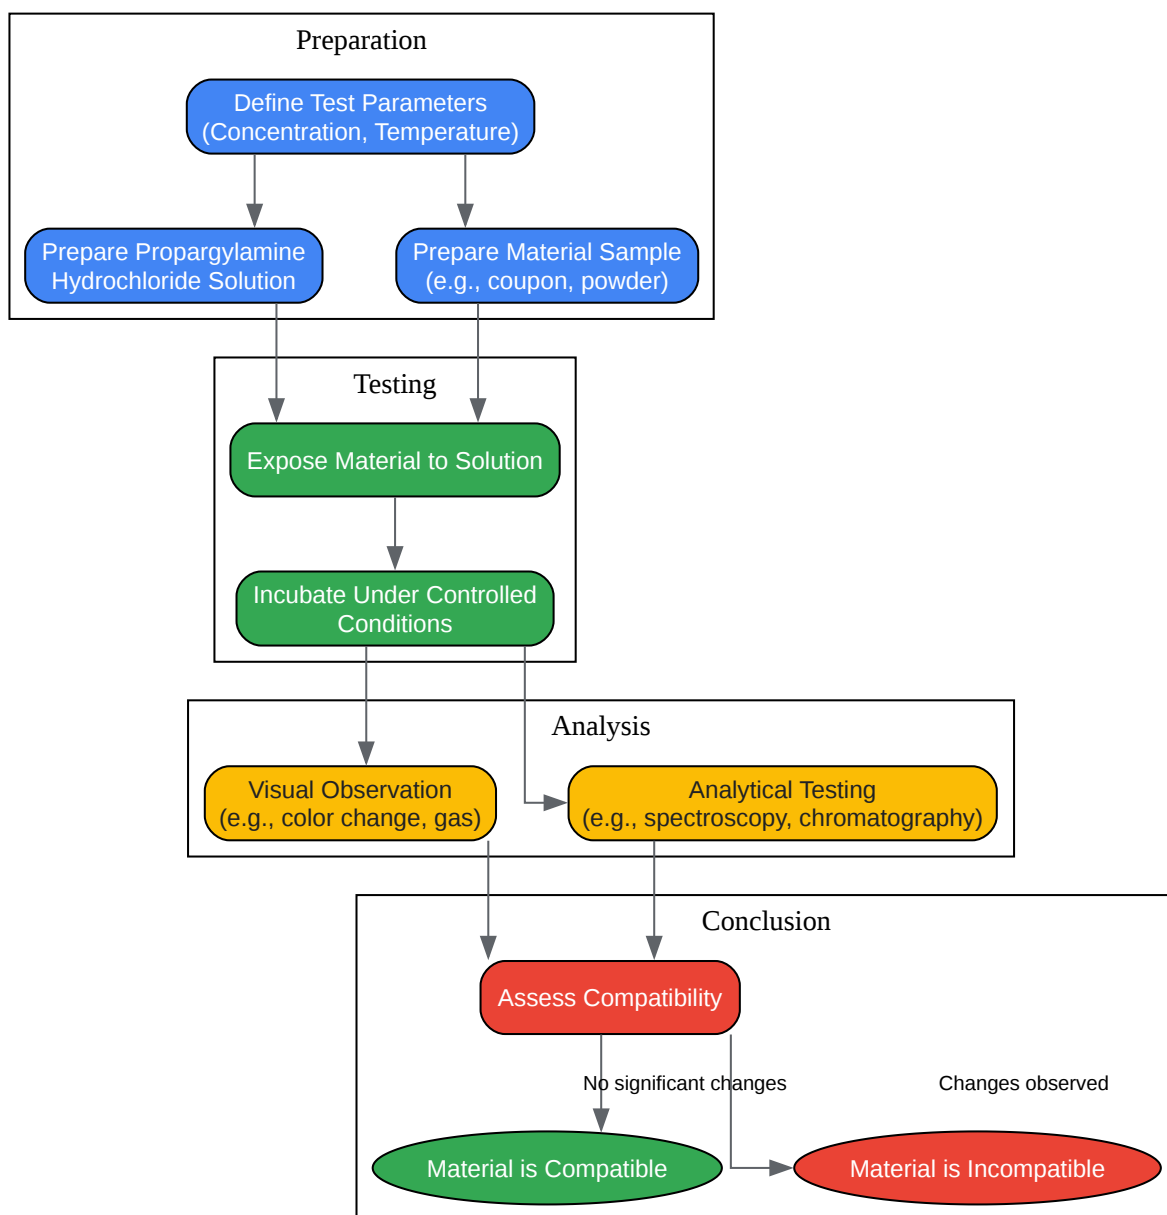 Preparation
Define Test Parameters
(Concentration, Temperature)
Prepare Propargylamine
Hydrochloride Solution
Prepare Material Sample
(e.g., coupon, powder)
Testing
Expose Material to Solution
Incubate Under Controlled
Conditions
Analysis
Visual Observation
(e.g., color change, gas)
Analytical Testing
(e.g., spectroscopy, chromatography)
Conclusion
Assess Compatibility
No significant changes
Changes observed
Material is Compatible
Material is Incompatible